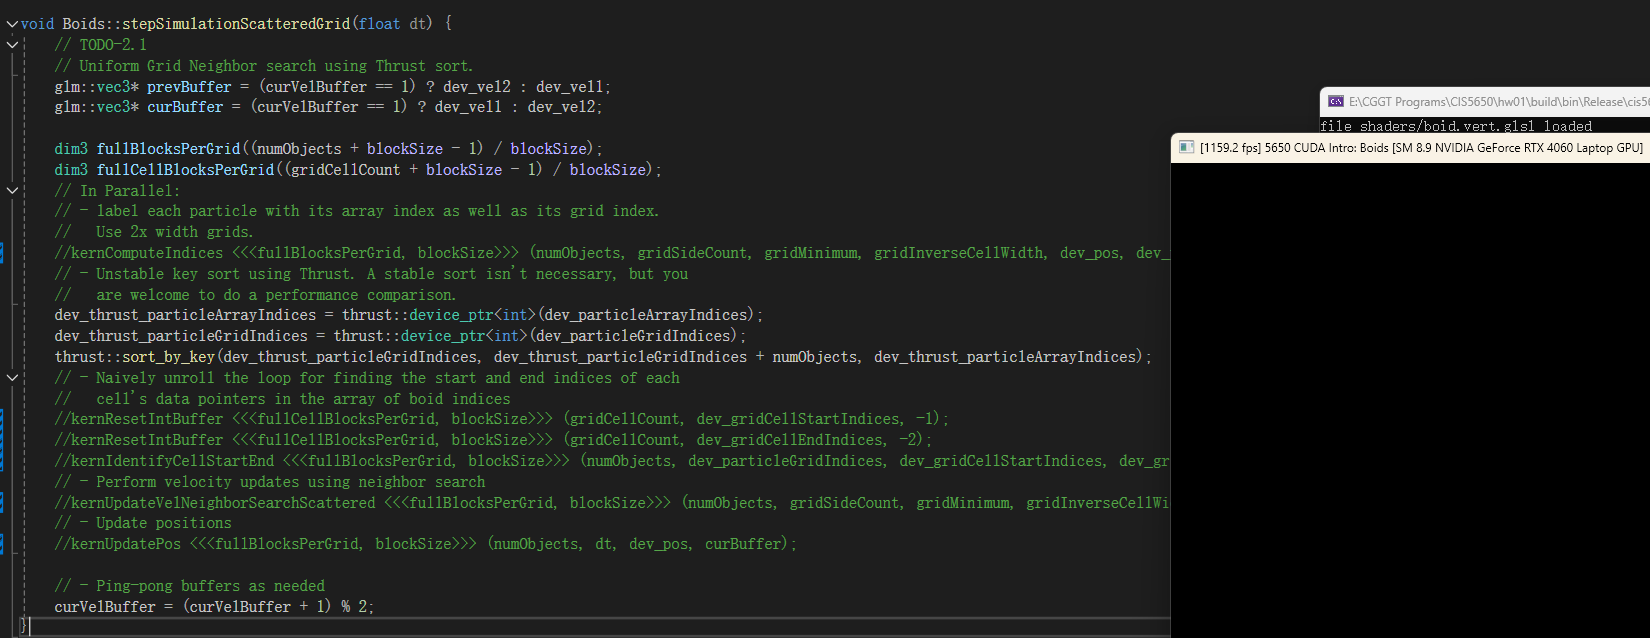 void Boids::stepSimulationScatteredGrid(float dt) {
// TODO-2.1
// Uniform Grid Neighbor search using Thrust sort.
glm::vec3* prevBuffer = (curVelBuffer == 1) ? dev_vel2 : dev_vel1;
glm::vec3* curBuffer = (curVelBuffer == 1) ? dev_vel1 : dev_vel2;
dim3 fullBlocksPerGrid((numObjects + blockSize - 1) / blockSize);
dim3 fullCellBlocksPerGrid((gridCellCount + blockSize - 1) / blockSize);
// In Parallel:
// - label each particle with its array index as well as its grid index.
//   Use 2x width grids.
//kernComputeIndices <<<fullBlocksPerGrid, blockSize>>> (numObjects, gridSideCount, gridMinimum, gridInverseCellWidth, dev_pos, dev_
// - Unstable key sort using Thrust. A stable sort isn't necessary, but you
//   are welcome to do a performance comparison.
dev_thrust_particleArrayIndices = thrust::device_ptr<int>(dev_particleArrayIndices);
dev_thrust_particleGridIndices = thrust::device_ptr<int>(dev_particleGridIndices);
thrust::sort_by_key(dev_thrust_particleGridIndices, dev_thrust_particleGridIndices + numObjects, dev_thrust_particleArrayIndices);
// - Naively unroll the loop for finding the start and end indices of each
//   cell's data pointers in the array of boid indices
//kernResetIntBuffer <<<fullCellBlocksPerGrid, blockSize>>> (gridCellCount, dev_gridCellStartIndices, -1);
//kernResetIntBuffer <<<fullCellBlocksPerGrid, blockSize>>> (gridCellCount, dev_gridCellEndIndices, -2);
//kernIdentifyCellStartEnd <<<fullBlocksPerGrid, blockSize>>> (numObjects, dev_particleGridIndices, dev_gridCellStartIndices, dev_gr
// - Perform velocity updates using neighbor search
//kernUpdateVelNeighborSearchScattered <<<fullBlocksPerGrid, blockSize>>> (numObjects, gridSideCount, gridMinimum, gridInverseCellWi
// - Update positions
//kernUpdatePos <<<fullBlocksPerGrid, blockSize>>> (numObjects, dt, dev_pos, curBuffer);
// - Ping-pong buffers as needed
curVelBuffer = (curVelBuffer + 1) % 2;
}
E:\CGGT Programs\CIS5650\hw01\build\bin\Release\cis5
file shaders/boid.vert.glsl loaded
[1159.2 fps] 5650 CUDA Intro: Boids [SM 8.9 NVIDIA GeForce RTX 4060 Laptop GPU]